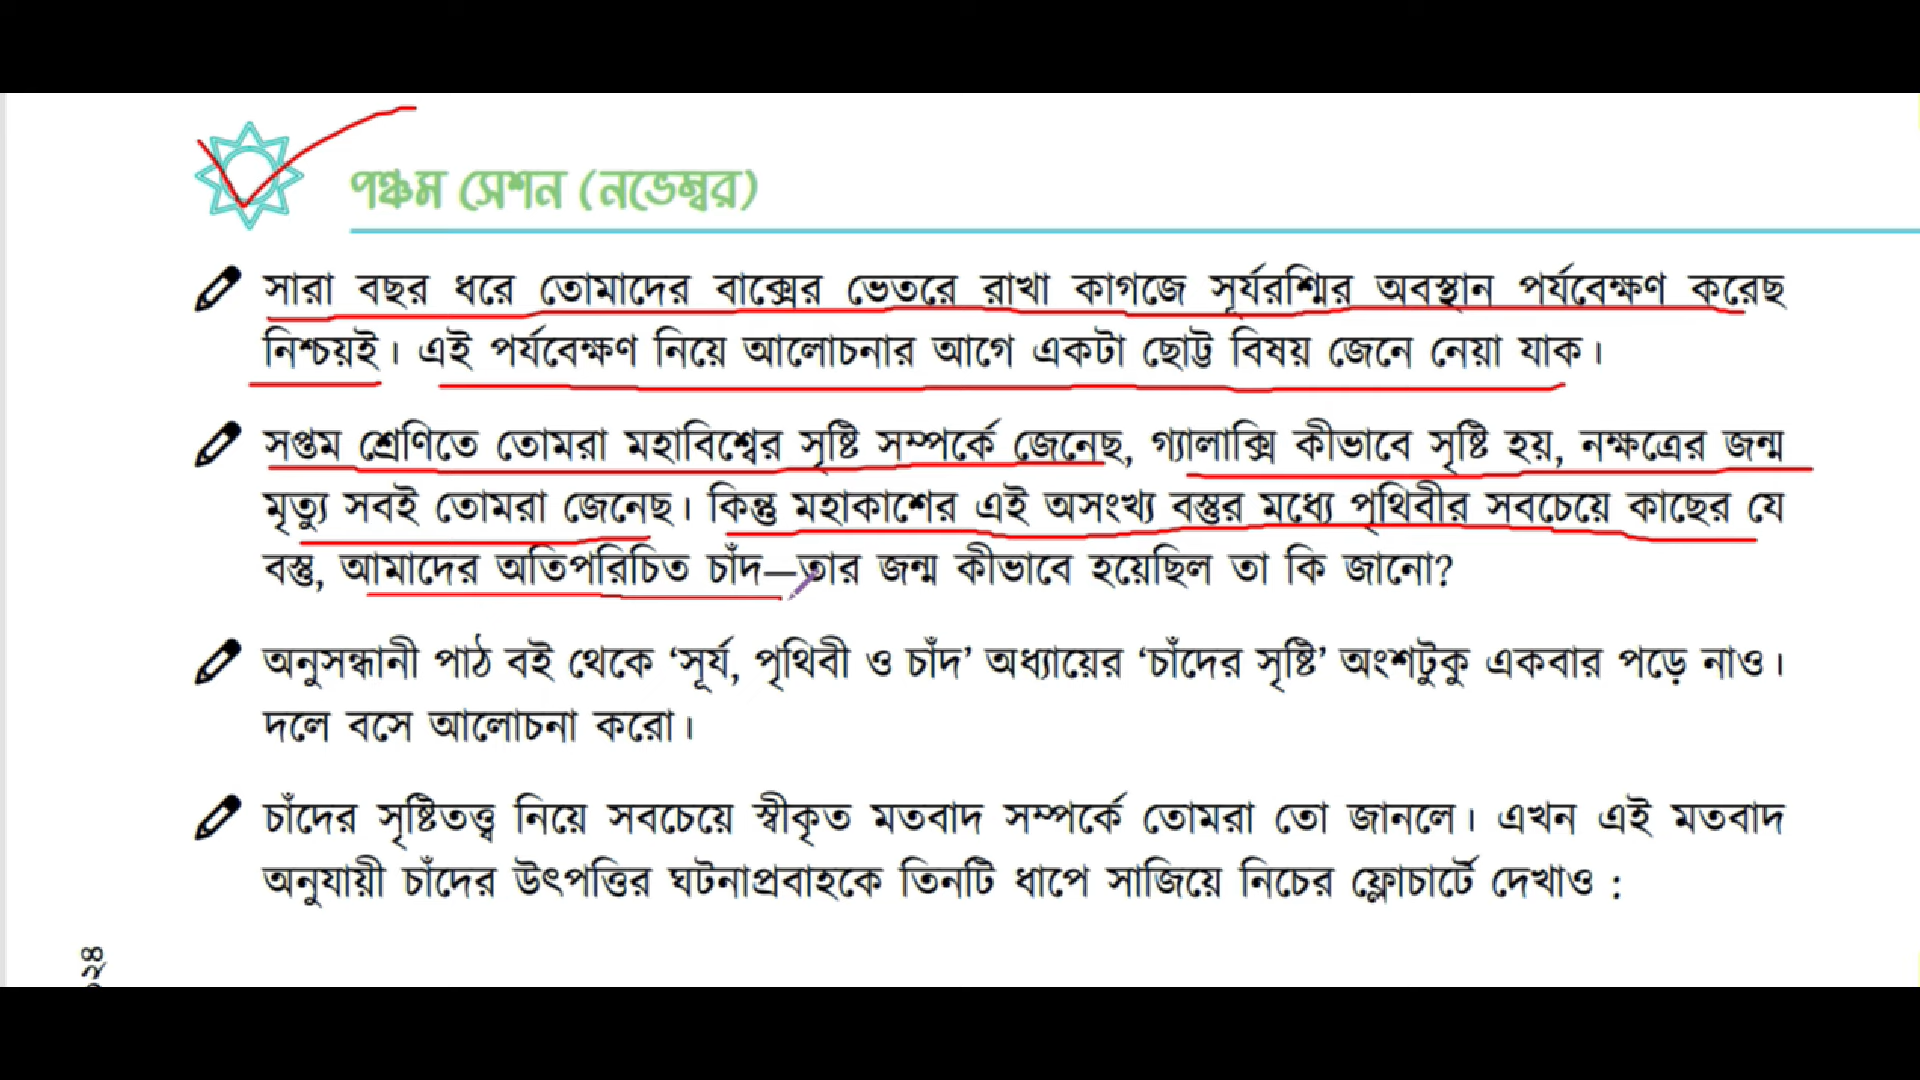 পঞ্চম সেশন (নভেম্বর)
সারা বছর ধরে তোমাদের বাক্সের ভেতরে রাখা কাগজে সূর্যরশ্মির অবস্থান পর্যবেক্ষণ করেছ
নিশ্চয়ই। এই পর্যবেক্ষণ নিয়ে আলোচনার আগে একটা ছোট্ট বিষয় জেনে নেয়া যাক।
সপ্তম শ্রেণিতে তোমরা মহাবিশ্বের সৃষ্টি সম্পর্কে জেনেছ, গ্যালাক্সি কীভাবে সৃষ্টি হয়, নক্ষত্রের জন্ম
মৃত্যু সবই তোমরা জেনেছ। কিন্তু মহাকাশের এই অসংখ্য বস্তুর মধ্যে পৃথিবীর সবচেয়ে কাছের যে
বস্তু, আমাদের অতিপরিচিত চাঁদ—তার জন্ম কীভাবে হয়েছিল তা কি জানো?
অনুসন্ধানী পাঠ বই থেকে ‘সূর্য, পৃথিবী ও চাঁদ’ অধ্যায়ের ‘চাঁদের সৃষ্টি’ অংশটুকু একবার পড়ে নাও।
দলে বসে আলোচনা করো।
চাঁদের সৃষ্টিতত্ত্ব নিয়ে সবচেয়ে স্বীকৃত মতবাদ সম্পর্কে তোমরা তো জানলে। এখন এই মতবাদ
অনুযায়ী চাঁদের উৎপত্তির ঘটনাপ্রবাহকে তিনটি ধাপে সাজিয়ে নিচের ফ্লোচার্টে দেখাও :